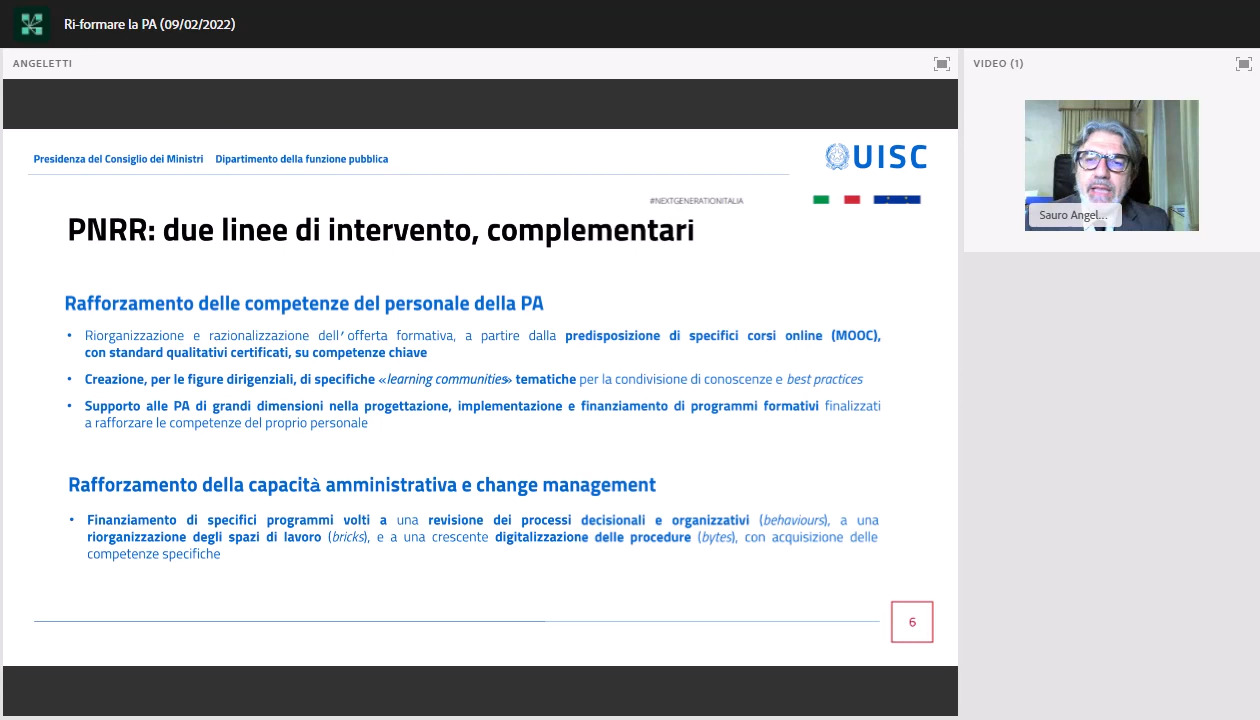 Ri-formare la PA (09/02/2022)
ANGELETTI
VIDEO (1)
Presidenza del Consiglio dei Ministri Dipartimento della funzione pubblica
UISC
#NEXTGENERATIONITALIA
PNRR: due linee di intervento, complementari
Rafforzamento delle competenze del personale della PA
• Riorganizzazione e razionalizzazione dell'offerta formativa, a partire dalla predisposizione di specifici corsi online (MOOC),
con standard qualitativi certificati, su competenze chiave
• Creazione, per le figure dirigenziali, di specifiche «learning communities» tematiche per la condivisione di conoscenze e best practices
• Supporto alle PA di grandi dimensioni nella progettazione, implementazione e finanziamento di programmi formativi finalizzati
a rafforzare le competenze del proprio personale
Rafforzamento della capacità amministrativa e change management
• Finanziamento di specifici programmi volti a una revisione dei processi decisionali e organizzativi (behaviours), a una
riorganizzazione degli spazi di lavoro (bricks), e a una crescente digitalizzazione delle procedure (bytes), con acquisizione delle
competenze specifiche
6
Sauro Angel...